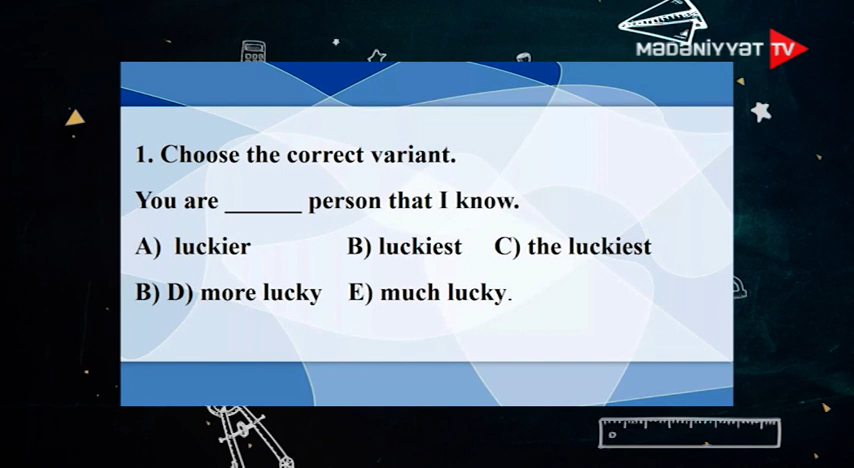 MƏDƏNİYYƏT TV
1. Choose the correct variant.
You are ______ person that I know.
A) luckier B) luckiest C) the luckiest
B) D) more lucky E) much lucky.